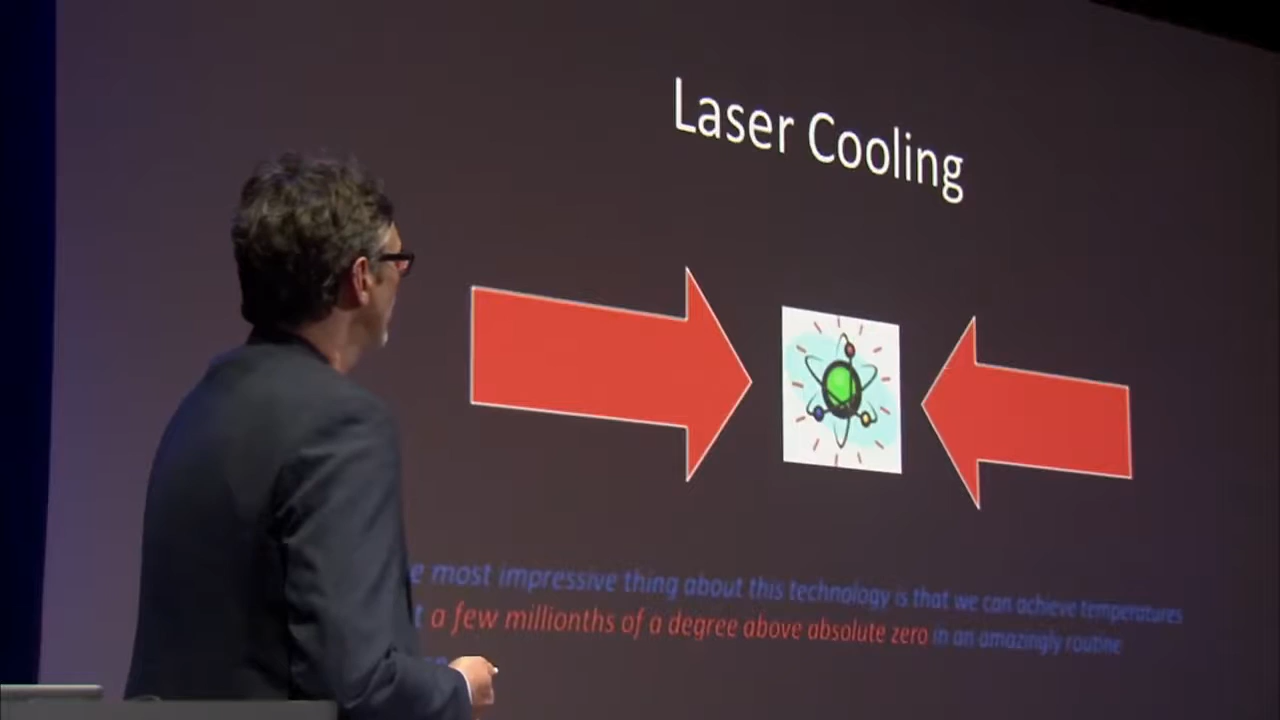 Laser Cooling
most impressive thing about this technology is that we can achieve temperatures
a few millionths of a degree above absolute zero in an amazingly routine